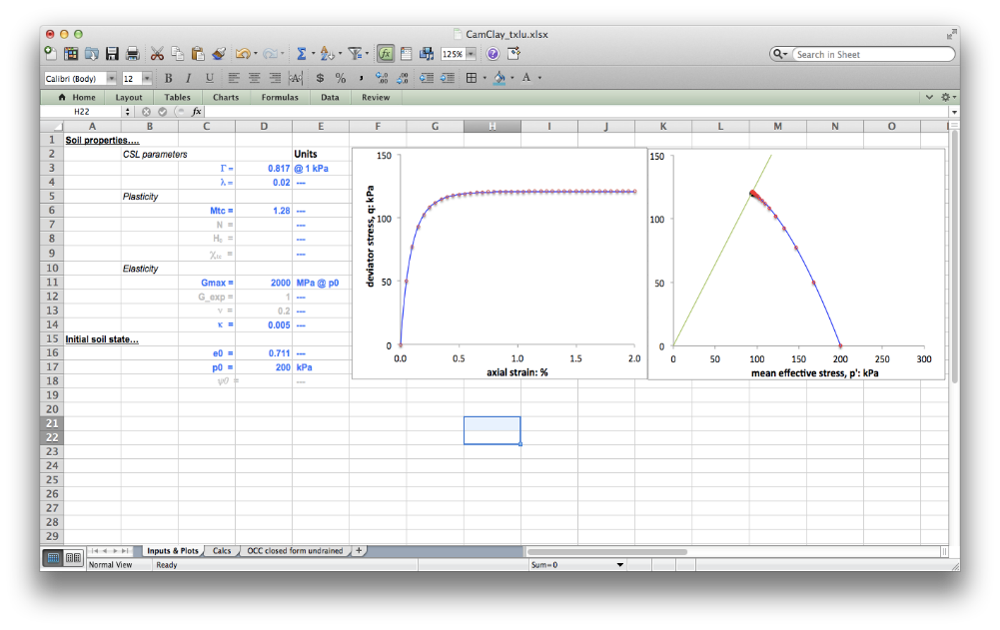 CamClay_txlu.xlsx
125%
Search in Sheet
Calibri (Body) 12 B I U $ % A
Home Layout Tables Charts Formulas Data Review
H22 fx
A B C D E F G H I J K L M N O
1 Soil properties....
2 CSL parameters Units
3 Γ = 0.817 @ 1 kPa
4 λ = 0.02 ---
5 Plasticity
6 Mtc = 1.28 ---
7 N = ---
8 H₀ = ---
9 χtc = ---
10 Elasticity
11 Gmax = 2000 MPa @ p0
12 G_exp = 1 ---
13 ν = 0.2 ---
14 κ = 0.005 ---
15 Initial soil state...
16 e0 = 0.711 ---
17 p0 = 200 kPa
18 ψ0 = ---
19
20
21
22
23
24
25
26
27
28
29
deviator stress, q: kPa
150
100
50
0
0.0 0.5 1.0 1.5 2.0
axial strain: %
150
100
50
0
0 50 100 150 200 250 300
mean effective stress, p': kPa
Inputs & Plots Calcs OCC closed form undrained +
Normal View Ready Sum=0